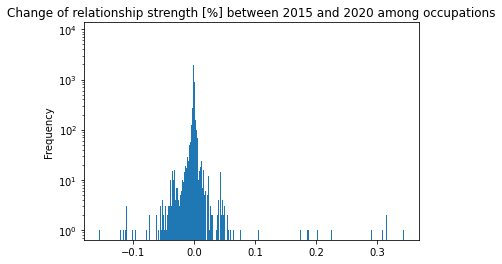 Change of relationship strength [%] between 2015 and 2020 among occupations
Frequency
10⁴
10³
10²
10¹
10⁰
−0.1 0.0 0.1 0.2 0.3